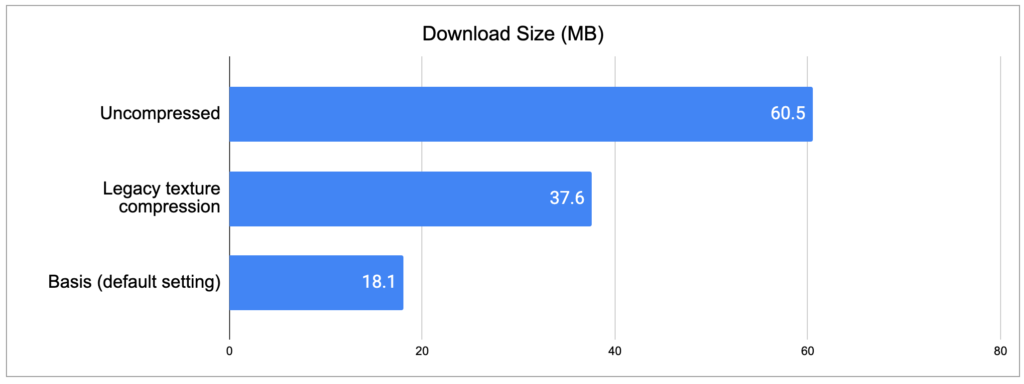 Download Size (MB)
Uncompressed
60.5
Legacy texture
compression
37.6
Basis (default setting)
18.1
0
20
40
60
80